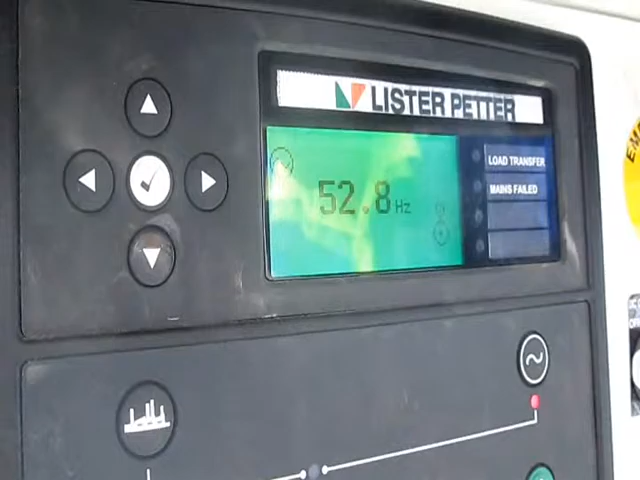 LISTER PETTER
LOAD TRANSFER
MAINS FAILED
52.8 Hz